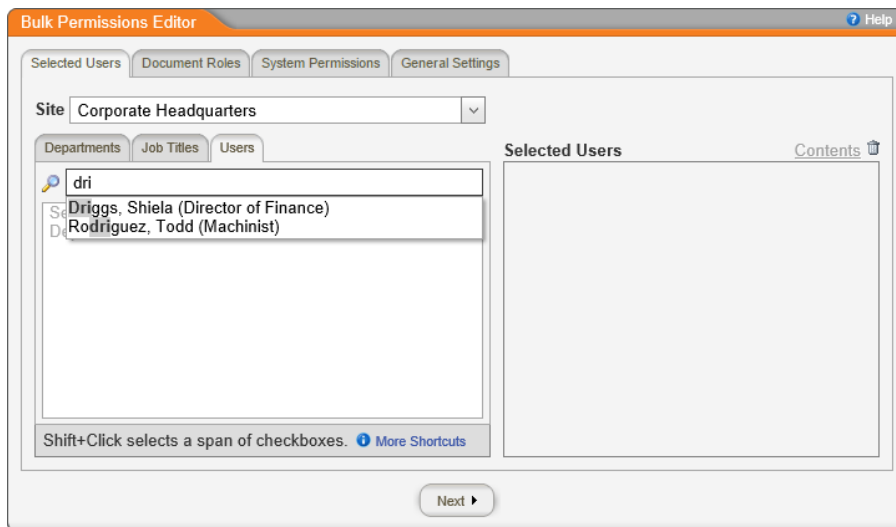 Bulk Permissions Editor
Help
Selected Users
Document Roles
System Permissions
General Settings
Site Corporate Headquarters
Departments
Job Titles
Users
Selected Users
Contents
dri
Driggs, Shiela (Director of Finance)
Rodriguez, Todd (Machinist)
Shift+Click selects a span of checkboxes. More Shortcuts
Next